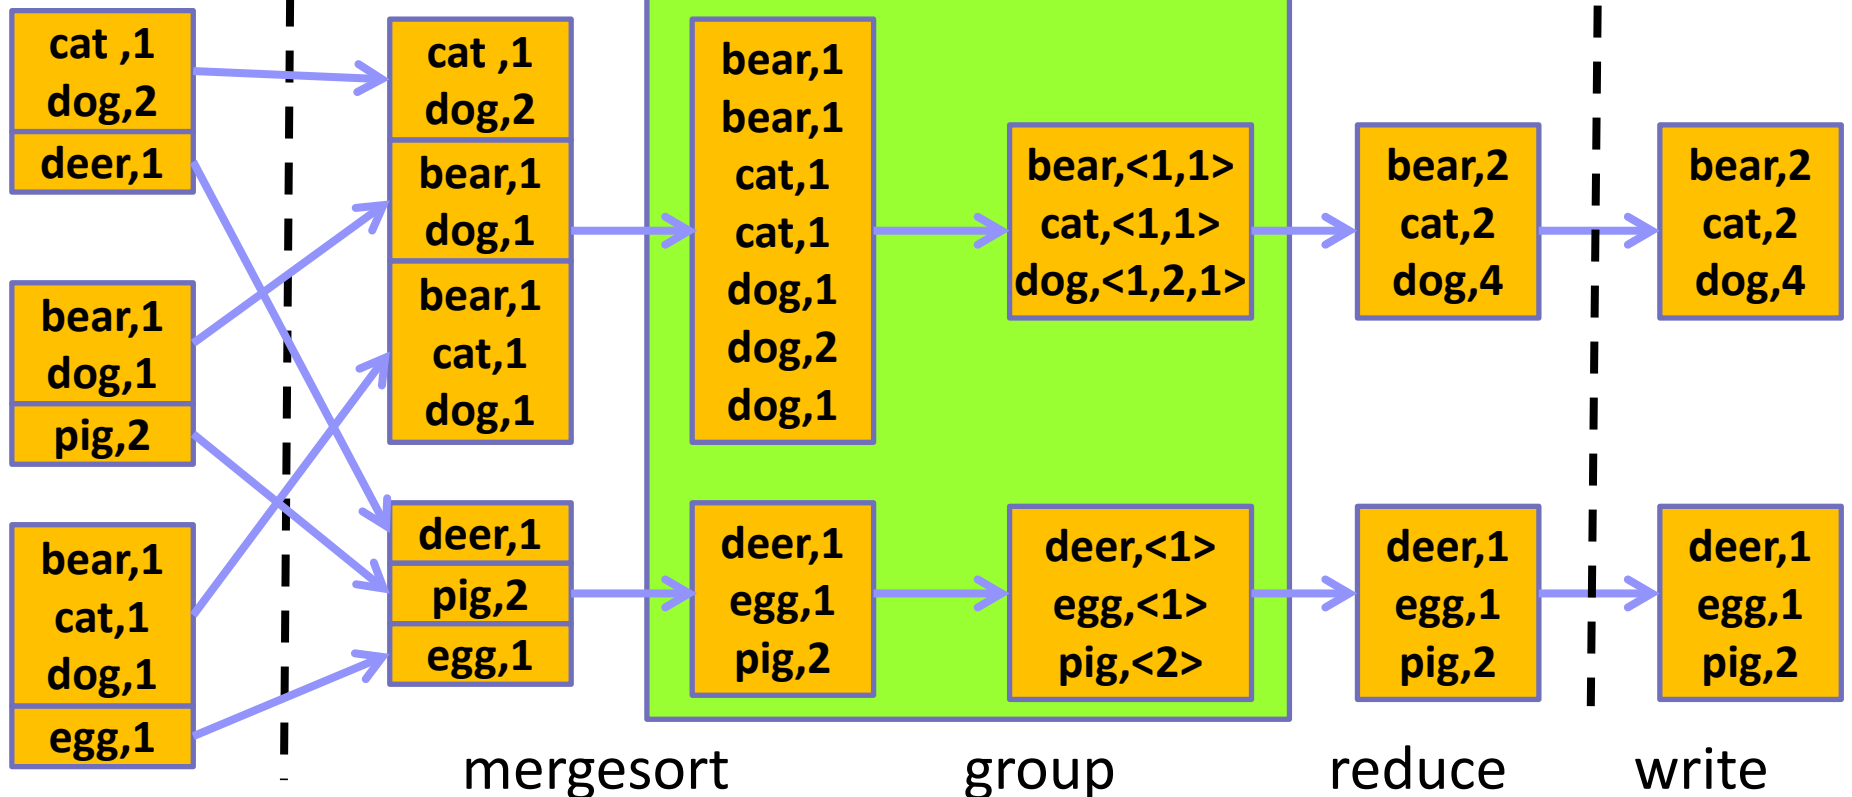 cat ,1
dog,2
deer,1
bear,1
dog,1
pig,2
bear,1
cat,1
dog,1
egg,1
cat ,1
dog,2
bear,1
dog,1
bear,1
cat,1
dog,1
deer,1
pig,2
egg,1
bear,1
bear,1
cat,1
cat,1
dog,1
dog,2
dog,1
deer,1
egg,1
pig,2
bear,<1,1>
cat,<1,1>
dog,<1,2,1>
deer,<1>
egg,<1>
pig,<2>
bear,2
cat,2
dog,4
deer,1
egg,1
pig,2
bear,2
cat,2
dog,4
deer,1
egg,1
pig,2
mergesort
group
reduce
write